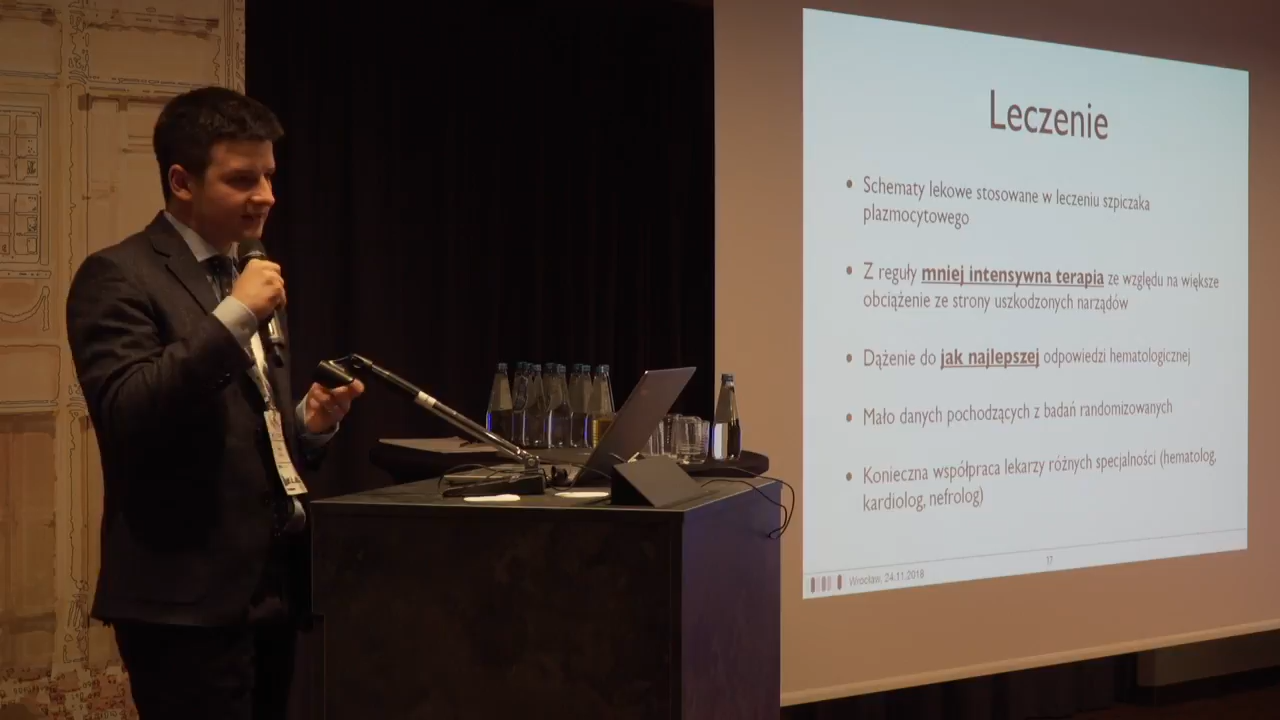 Leczenie
• Schematy lekowe stosowane w leczeniu szpiczaka
plazmocytowego
• Z reguły mniej intensywna terapia ze względu na większe
obciążenie ze strony uszkodzonych narządów
• Dążenie do jak najlepszej odpowiedzi hematologicznej
• Mało danych pochodzących z badań randomizowanych
• Konieczna współpraca lekarzy różnych specjalności (hematolog,
kardiolog, nefrolog)
Wrocław, 24.11.2018